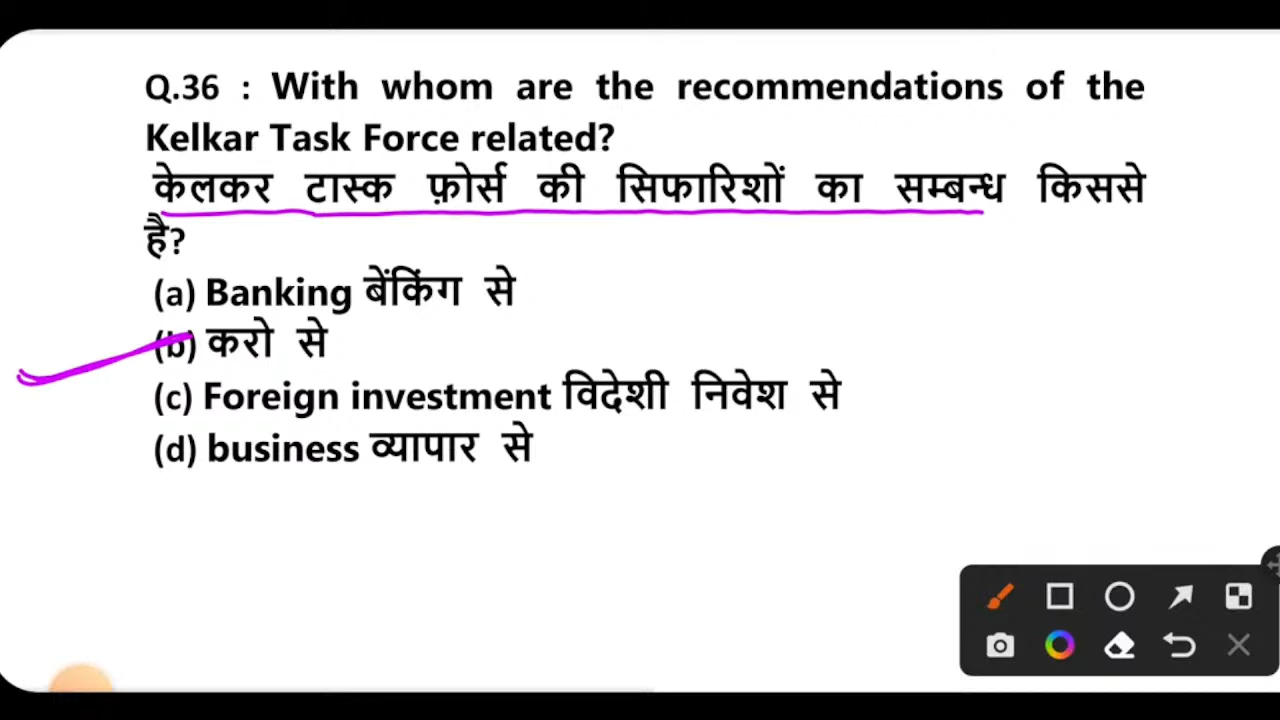 Q.36 : With whom are the recommendations of the
Kelkar Task Force related?
केलकर टास्क फ़ोर्स की सिफारिशों का सम्बन्ध किससे
है?
(a) Banking बेंकिंग से
(b) करो से
(c) Foreign investment विदेशी निवेश से
(d) business व्यापार से